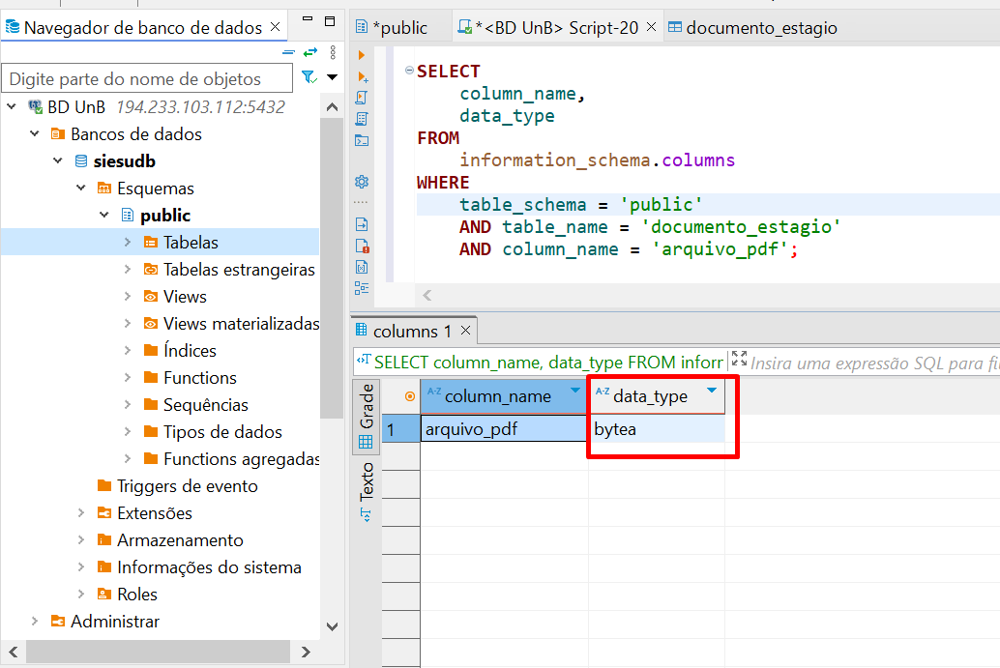 Navegador de banco de dados
Digite parte do nome de objetos
BD UnB 194.233.103.112:5432
Bancos de dados
siesudb
Esquemas
public
Tabelas
Tabelas estrangeiras
Views
Views materializadas
Índices
Functions
Sequências
Tipos de dados
Functions agregadas
Triggers de evento
Extensões
Armazenamento
Informações do sistema
Roles
Administrar
*public
*<BD UnB> Script-20
documento_estagio
SELECT
column_name,
data_type
FROM
information_schema.columns
WHERE
table_schema = 'public'
AND table_name = 'documento_estagio'
AND column_name = 'arquivo_pdf';
columns 1
SELECT column_name, data_type FROM inforr
Insira uma expressão SQL para
Grade
Texto
A-Z column_name
A-Z data_type
1
arquivo_pdf
bytea